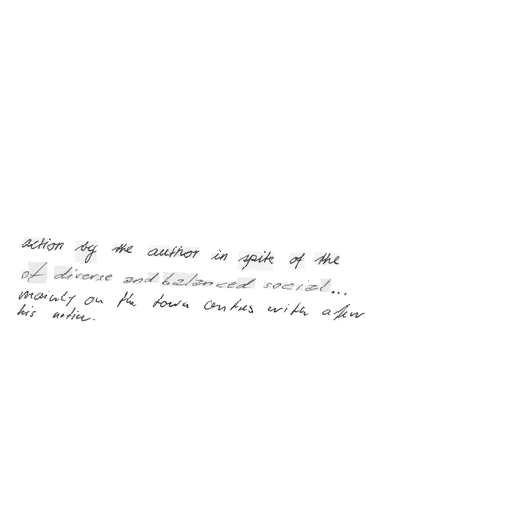 action by the author in spite of the
of diverse and balanced social...
mainly on the town centres with a few
his notice.